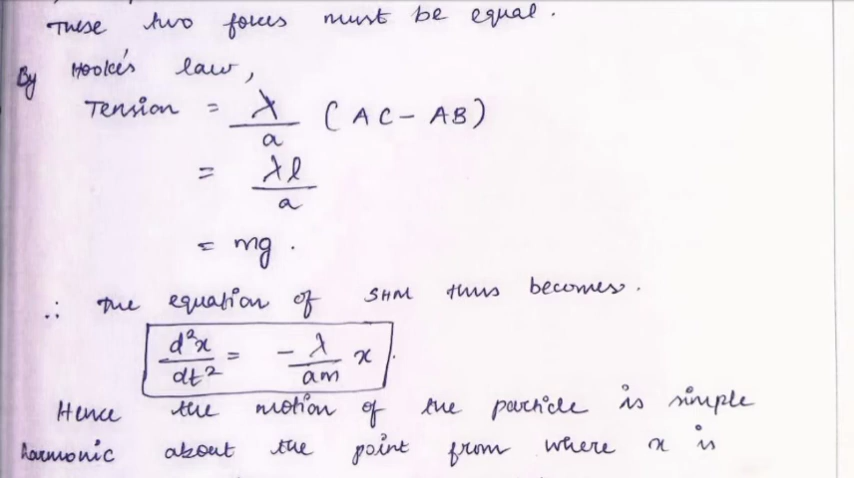 These two forces must be equal.
By Hooke's law,
Tension = λ/a (AC - AB)
= λl/a
= mg.
∴ The equation of SHM thus becomes.
d²x/dt² = -λ/am x.
Hence the motion of the particle is simple
harmonic about the point from where x is